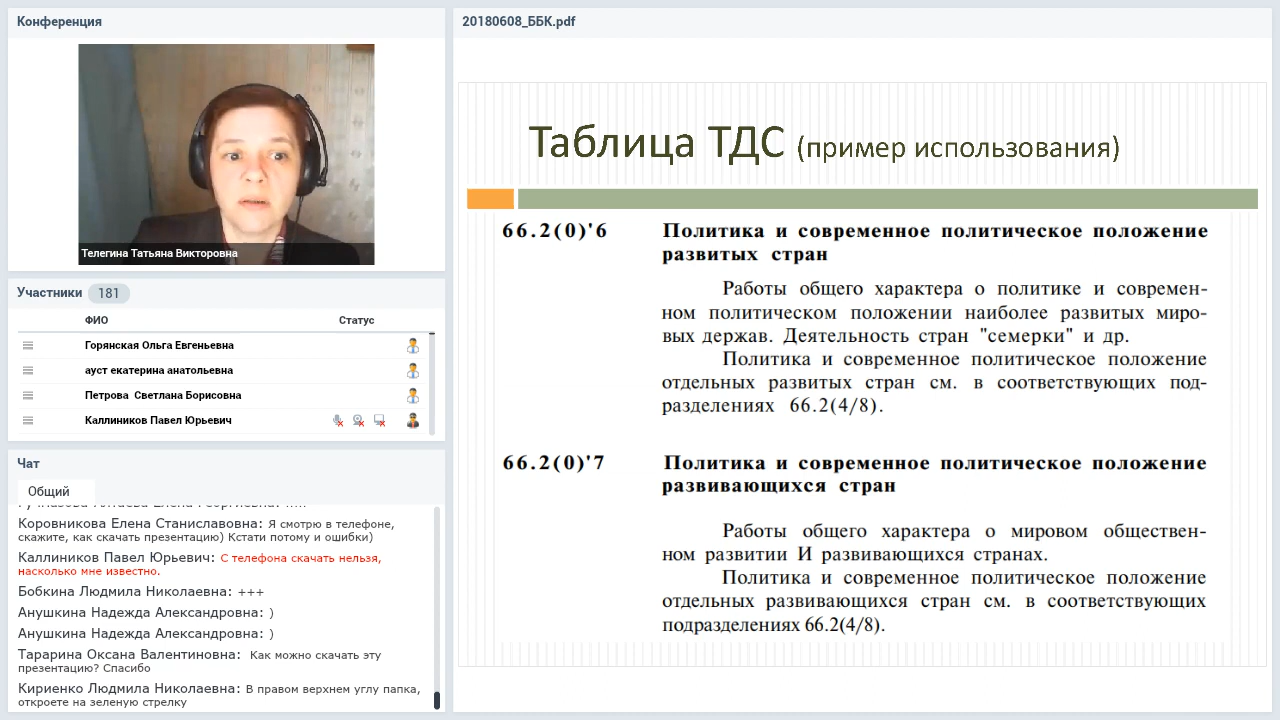 Конференция
Телегина Татьяна Викторовна
Участники 181
ФИО Статус
Горянская Ольга Евгеньевна
ауст екатерина анатольевна
Петрова Светлана Борисовна
Каллиников Павел Юрьевич
Чат
Общий
Коровникова Елена Станиславовна: Я смотрю в телефоне,
скажите, как скачать презентацию) Кстати потому и ошибки)
Каллиников Павел Юрьевич: С телефона скачать нельзя,
насколько мне известно.
Бобкина Людмила Николаевна: +++
Анушкина Надежда Александровна: )
Анушкина Надежда Александровна: )
Тарарина Оксана Валентиновна: Как можно скачать эту
презентацию? Спасибо
Кириенко Людмила Николаевна: В правом верхнем углу папка,
откроете на зеленую стрелку
20180608_ББК.pdf
Таблица ТДС (пример использования)
66.2(0)'6 Политика и современное политическое положение
развитых стран
Работы общего характера о политике и современ-
ном политическом положении наиболее развитых миро-
вых держав. Деятельность стран "семерки" и др.
Политика и современное политическое положение
отдельных развитых стран см. в соответствующих под-
разделениях 66.2(4/8).
66.2(0)'7 Политика и современное политическое положение
развивающихся стран
Работы общего характера о мировом обществен-
ном развитии И развивающихся странах.
Политика и современное политическое положение
отдельных развивающихся стран см. в соответствующих
подразделениях 66.2(4/8).